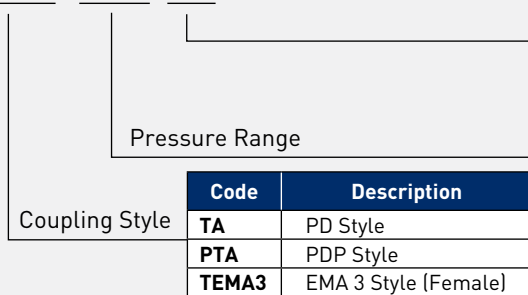 Pressure Range
Code Description
Coupling Style
TA PD Style
PTA PDP Style
TEMA3 EMA 3 Style (Female)